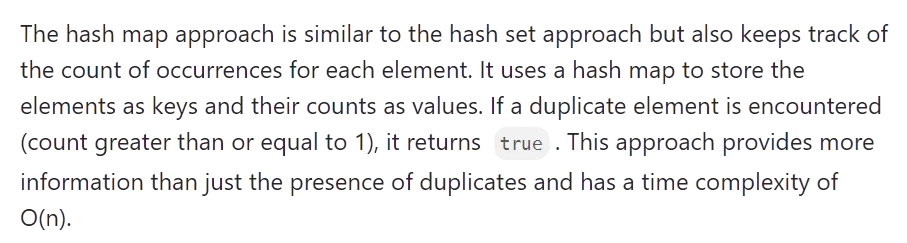 The hash map approach is similar to the hash set approach but also keeps track of
the count of occurrences for each element. It uses a hash map to store the
elements as keys and their counts as values. If a duplicate element is encountered
(count greater than or equal to 1), it returns true . This approach provides more
information than just the presence of duplicates and has a time complexity of
O(n).